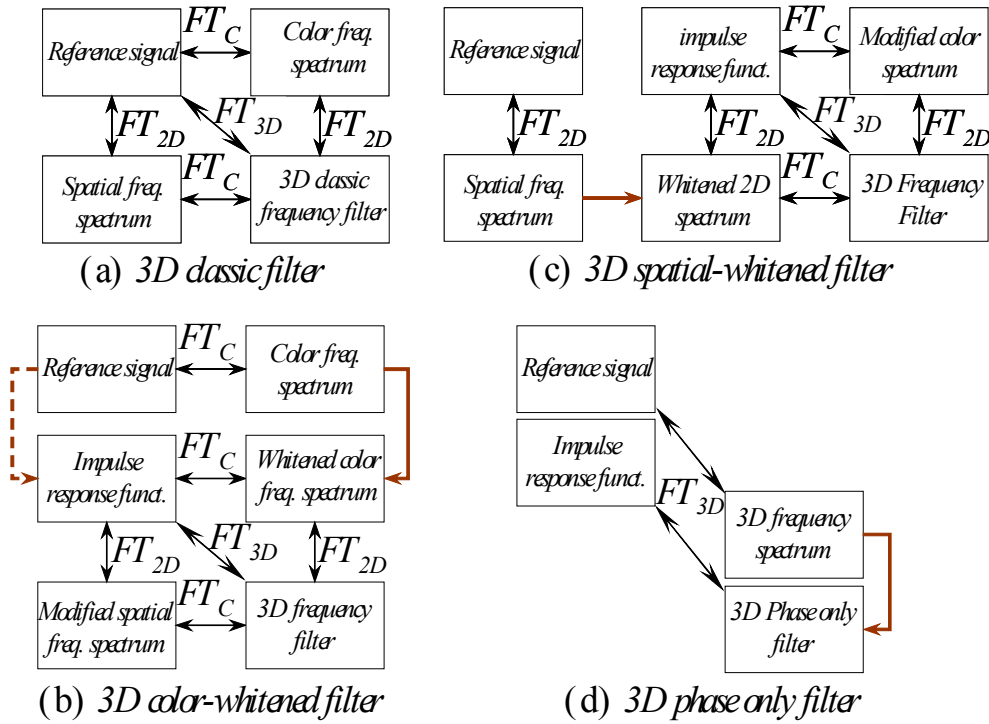 Reference signal
FT_C
Color freq.
spectrum
FT_2D
FT_3D
FT_2D
Spatial freq.
spectrum
FT_C
3D classic
frequency filter
(a) 3D classic filter
Reference signal
impulse
response funct.
FT_C
Modified color
spectrum
FT_2D
FT_2D
FT_3D
FT_2D
Spatial freq.
spectrum
Whitened 2D
spectrum
FT_C
3D Frequency
Filter
(c) 3D spatial-whitened filter
Reference signal
FT_C
Color freq.
spectrum
Impulse
response funct.
FT_C
Whitened color
freq. spectrum
FT_2D
FT_3D
FT_2D
Modified spatial
freq. spectrum
FT_C
3D frequency
filter
(b) 3D color-whitened filter
Reference signal
Impulse
response funct.
FT_3D
3D frequency
spectrum
3D Phase only
filter
(d) 3D phase only filter